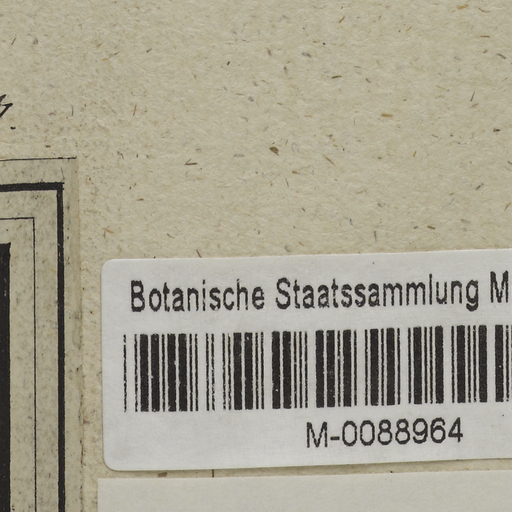 Botanische Staatssammlung M
M-0088964